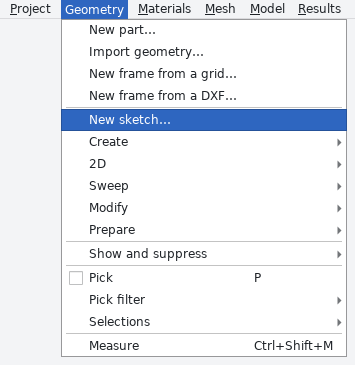 Project Geometry Materials Mesh Model Results
New part...
Import geometry...
New frame from a grid...
New frame from a DXF...
New sketch...
Create
2D
Sweep
Modify
Prepare
Show and suppress
Pick P
Pick filter
Selections
Measure Ctrl+Shift+M